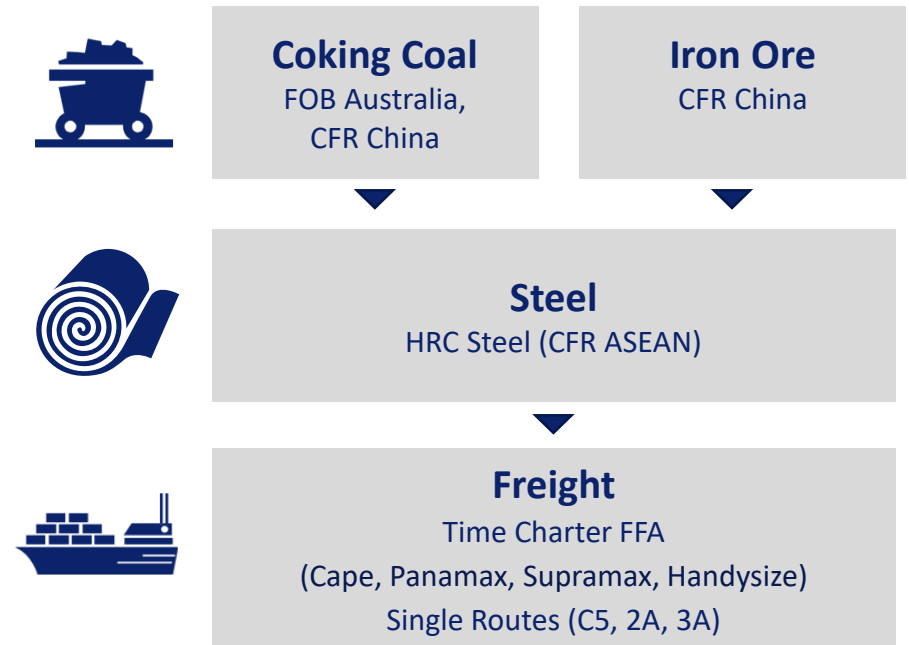 Coking Coal
FOB Australia,
CFR China
Iron Ore
CFR China
Steel
HRC Steel (CFR ASEAN)
Freight
Time Charter FFA
(Cape, Panamax, Supramax, Handysize)
Single Routes (C5, 2A, 3A)